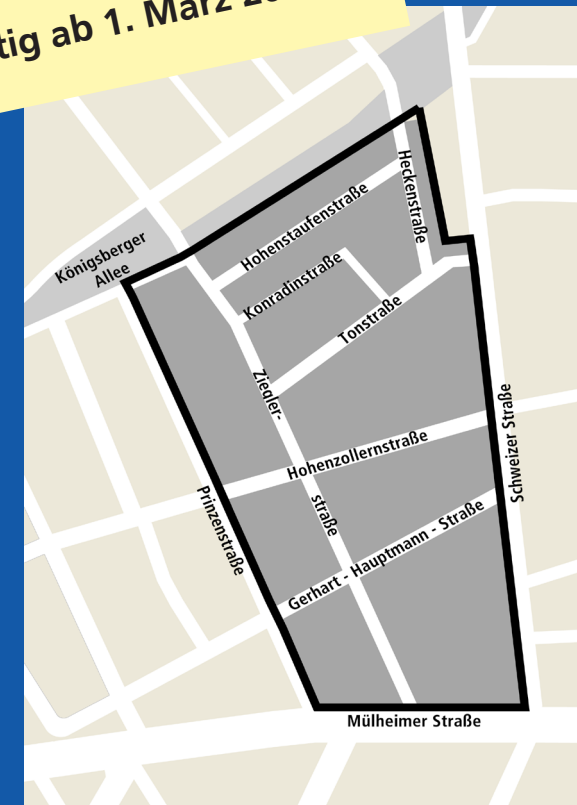 tig ab 1. März
Königsberger
Allee
Heckenstraße
Hohenstaufenstraße
Konradinstraße
Tonstraße
Ziegler-
straße
Hohenzollernstraße
Schweizer Straße
Prinzenstraße
Gerhart - Hauptmann - Straße
Mülheimer Straße